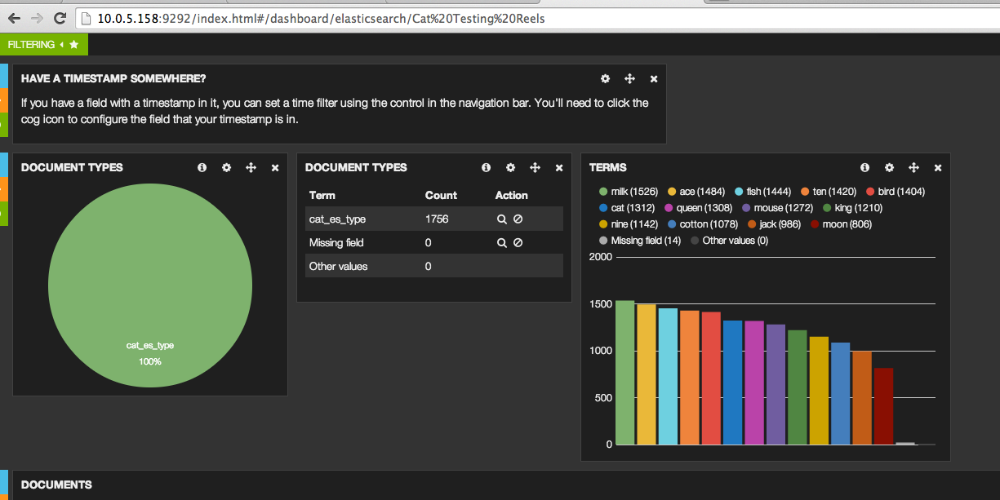 10.0.5.158:9292/index.html#/dashboard/elasticsearch/Cat%20Testing%20Reels
FILTERING
HAVE A TIMESTAMP SOMEWHERE?
If you have a field with a timestamp in it, you can set a time filter using the control in the navigation bar. You'll need to click the
cog icon to configure the field that your timestamp is in.
DOCUMENT TYPES
cat_es_type
100%
DOCUMENT TYPES
Term Count Action
cat_es_type 1756
Missing field 0
Other values 0
TERMS
milk (1526) ace (1484) fish (1444) ten (1420) bird (1404)
cat (1312) queen (1308) mouse (1272) king (1210)
nine (1142) cotton (1078) jack (986) moon (806)
Missing field (14) Other values (0)
2000
1500
1000
500
0
DOCUMENTS